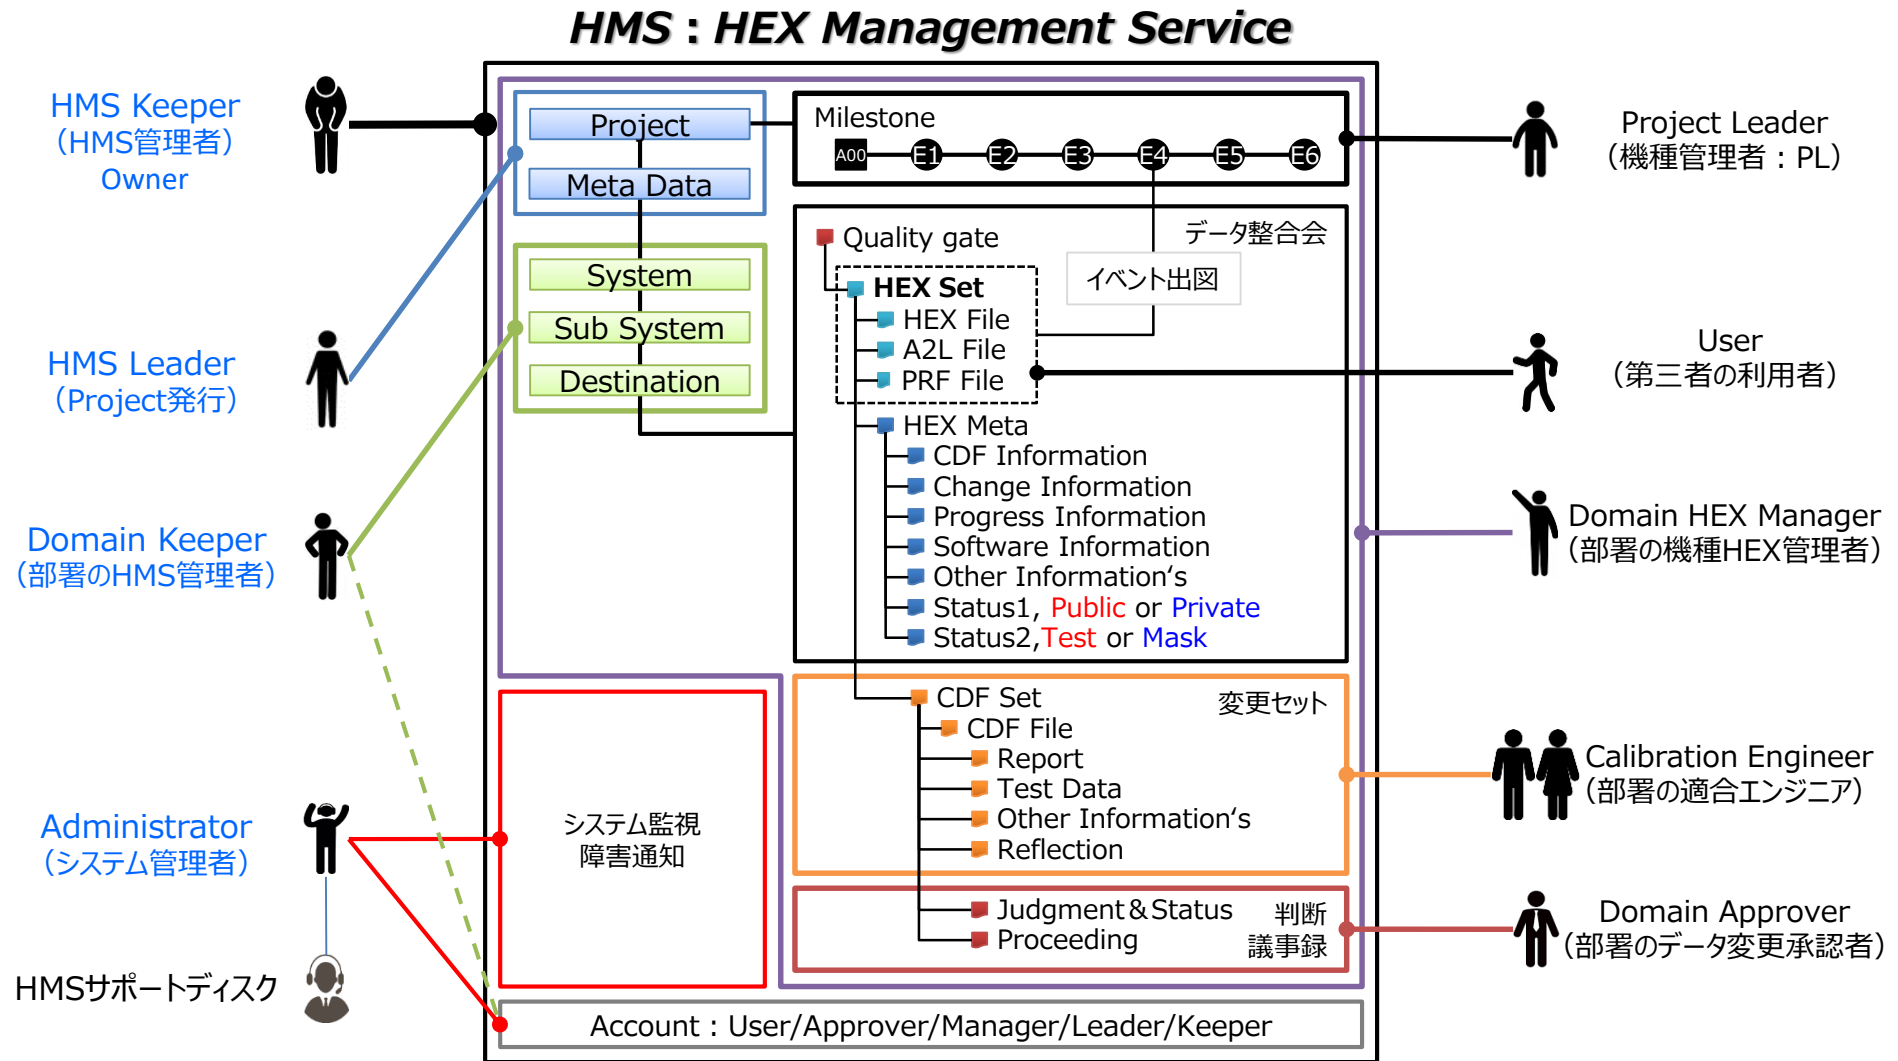 HMS : HEX Management Service
HMS Keeper
（HMS管理者）
Owner
HMS Leader
（Project発行）
Domain Keeper
（部署のHMS管理者）
Administrator
（システム管理者）
HMSサポートディスク
Project
Meta Data
System
Sub System
Destination
システム監視
障害通知
Milestone
A00 E1 E2 E3 E4 E5 E6
データ整合会
Quality gate
イベント出図
HEX Set
HEX File
A2L File
PRF File
HEX Meta
CDF Information
Change Information
Progress Information
Software Information
Other Information‘s
Status1, Public or Private
Status2,Test or Mask
変更セット
CDF Set
CDF File
Report
Test Data
Other Information‘s
Reflection
Judgment＆Status
Proceeding
判断
議事録
Account : User/Approver/Manager/Leader/Keeper
Project Leader
（機種管理者：PL）
User
（第三者の利用者）
Domain HEX Manager
（部署の機種HEX管理者）
Calibration Engineer
（部署の適合エンジニア）
Domain Approver
（部署のデータ変更承認者）